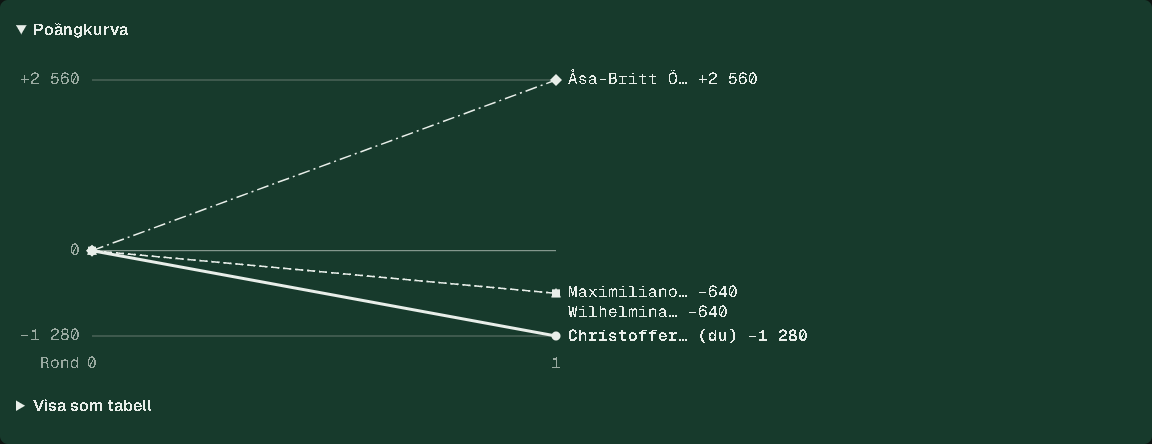 ▼ Poängkurva
+2 560
Åsa-Britt Ö… +2 560
0
Maximiliano… −640
Wilhelmina… −640
−1 280
Christoffer… (du) −1 280
Rond 0
1
▶ Visa som tabell